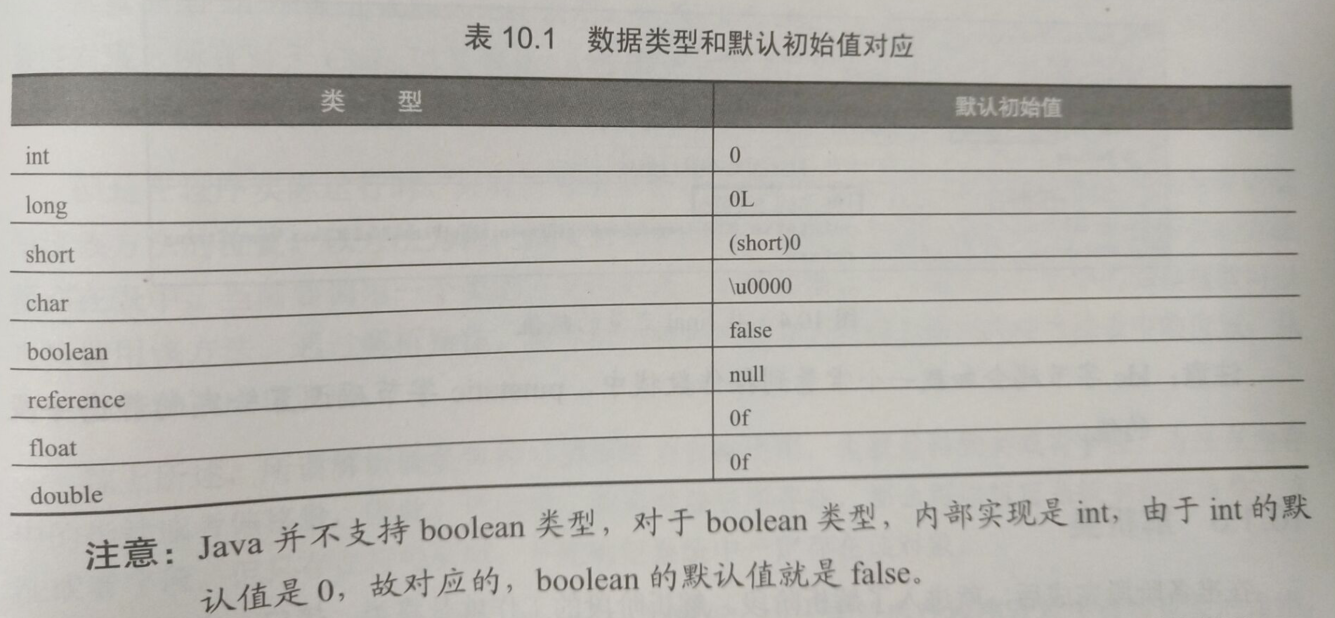 表 10.1 数据类型和默认初始值对应
类 型 默认初始值
int 0
long 0L
short (short)0
char \u0000
boolean false
reference null
float 0f
double 0f
注意：Java 并不支持 boolean 类型，对于 boolean 类型，内部实现是 int，由于 int 的默
认值是 0，故对应的，boolean 的默认值就是 false。